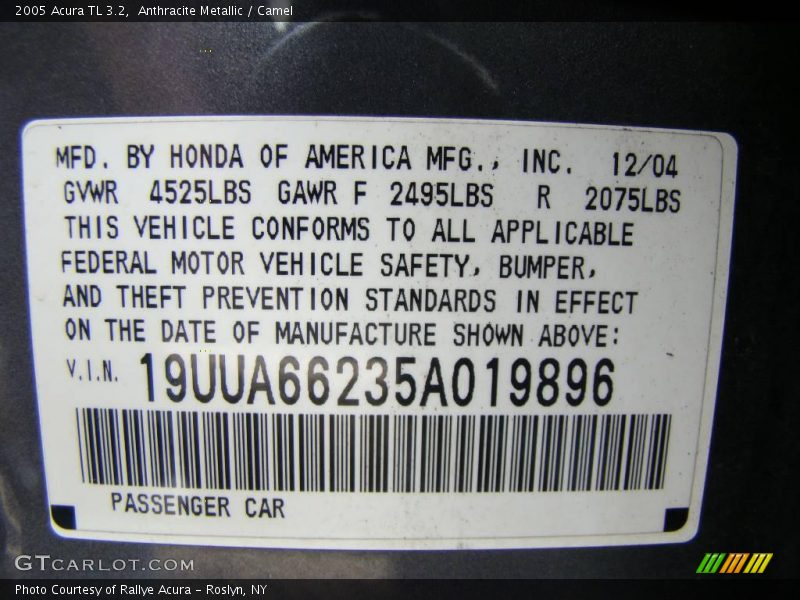 2005 Acura TL 3.2,  Anthracite Metallic / Camel
MFD. BY HONDA OF AMERICA MFG., INC. 12/04
GVWR 4525LBS GAWR F 2495LBS R 2075LBS
THIS VEHICLE CONFORMS TO ALL APPLICABLE
FEDERAL MOTOR VEHICLE SAFETY, BUMPER,
AND THEFT PREVENTION STANDARDS IN EFFECT
ON THE DATE OF MANUFACTURE SHOWN ABOVE:
V.I.N. 19UUA66235A019896
PASSENGER CAR
GTCARLOT.COM
Photo Courtesy of Rallye Acura – Roslyn, NY